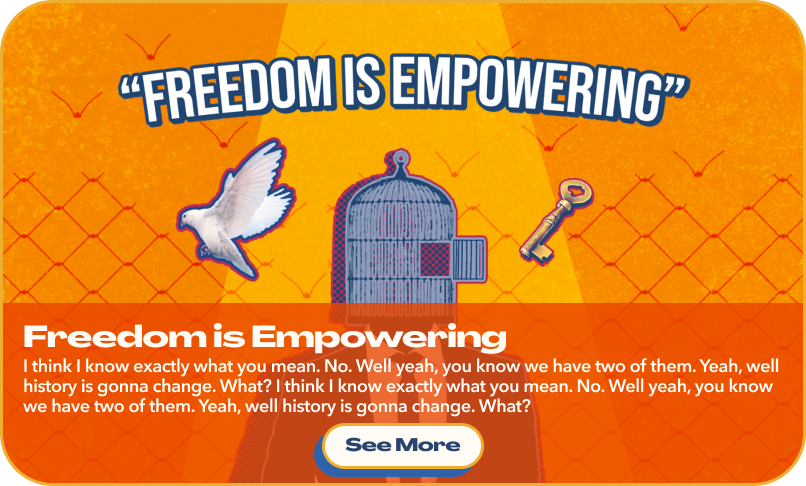 “FREEDOM IS EMPOWERING”
Freedom is Empowering
I think I know exactly what you mean. No. Well yeah, you know we have two of them. Yeah, well
history is gonna change. What? I think I know exactly what you mean. No. Well yeah, you know
we have two of them. Yeah, well history is gonna change. What?
See More